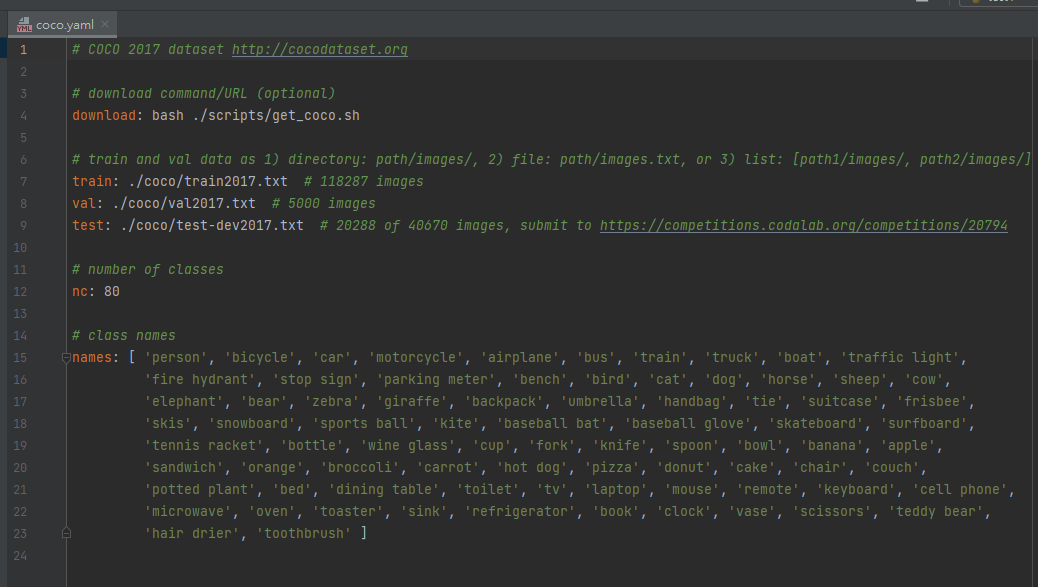 coco.yaml
1 # COCO 2017 dataset http://cocodataset.org
2
3 # download command/URL (optional)
4 download: bash ./scripts/get_coco.sh
5
6 # train and val data as 1) directory: path/images/, 2) file: path/images.txt, or 3) list: [path1/images/, path2/images/]
7 train: ./coco/train2017.txt  # 118287 images
8 val: ./coco/val2017.txt  # 5000 images
9 test: ./coco/test-dev2017.txt  # 20288 of 40670 images, submit to https://competitions.codalab.org/competitions/20794
10
11 # number of classes
12 nc: 80
13
14 # class names
15 names: [ 'person', 'bicycle', 'car', 'motorcycle', 'airplane', 'bus', 'train', 'truck', 'boat', 'traffic light',
16 'fire hydrant', 'stop sign', 'parking meter', 'bench', 'bird', 'cat', 'dog', 'horse', 'sheep', 'cow',
17 'elephant', 'bear', 'zebra', 'giraffe', 'backpack', 'umbrella', 'handbag', 'tie', 'suitcase', 'frisbee',
18 'skis', 'snowboard', 'sports ball', 'kite', 'baseball bat', 'baseball glove', 'skateboard', 'surfboard',
19 'tennis racket', 'bottle', 'wine glass', 'cup', 'fork', 'knife', 'spoon', 'bowl', 'banana', 'apple',
20 'sandwich', 'orange', 'broccoli', 'carrot', 'hot dog', 'pizza', 'donut', 'cake', 'chair', 'couch',
21 'potted plant', 'bed', 'dining table', 'toilet', 'tv', 'laptop', 'mouse', 'remote', 'keyboard', 'cell phone',
22 'microwave', 'oven', 'toaster', 'sink', 'refrigerator', 'book', 'clock', 'vase', 'scissors', 'teddy bear',
23 'hair drier', 'toothbrush' ]
24